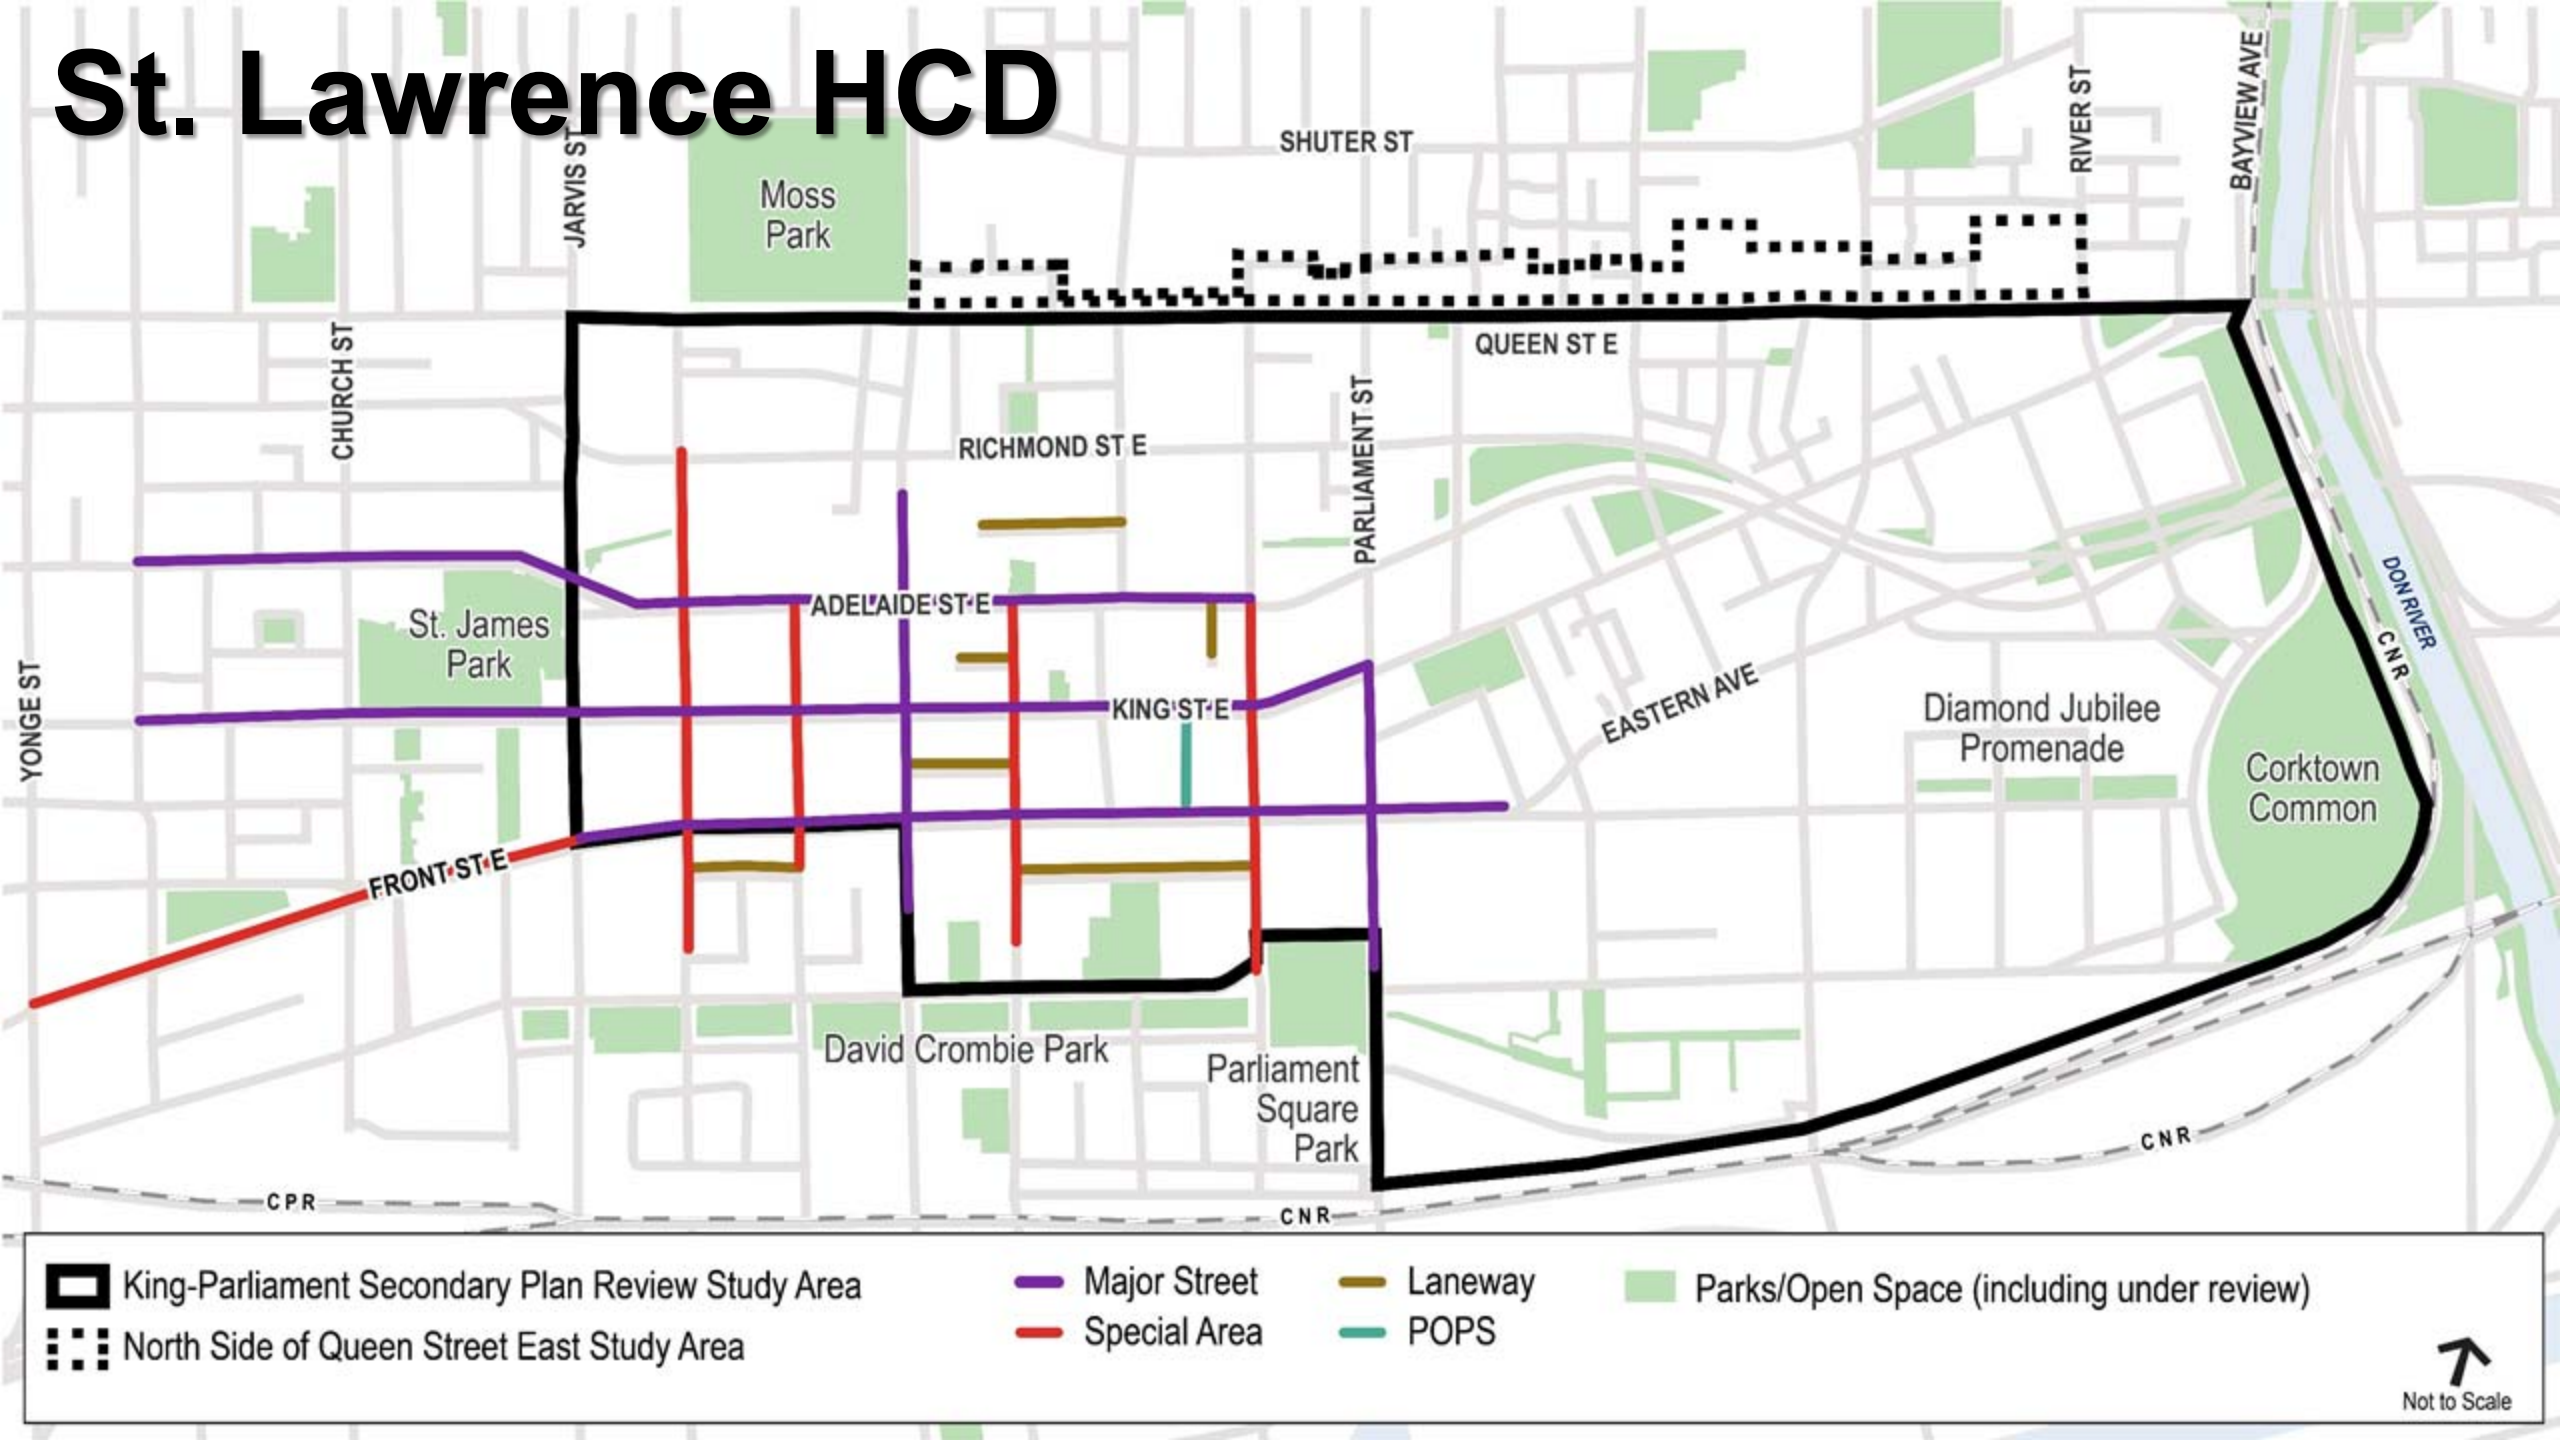 St. Lawrence HCD
JARVIS ST
Moss
Park
SHUTER ST
RIVER ST
BAYVIEW AVE
CHURCH ST
QUEEN ST E
RICHMOND ST E
PARLIAMENT ST
ADELAIDE ST E
St. James
Park
YONGE ST
KING ST E
EASTERN AVE
DON RIVER
CNR
Diamond Jubilee
Promenade
Corktown
Common
FRONT ST E
David Crombie Park
Parliament
Square
Park
CPR
CNR
CNR
King-Parliament Secondary Plan Review Study Area
North Side of Queen Street East Study Area
Major Street
Special Area
Laneway
POPS
Parks/Open Space (including under review)
Not to Scale